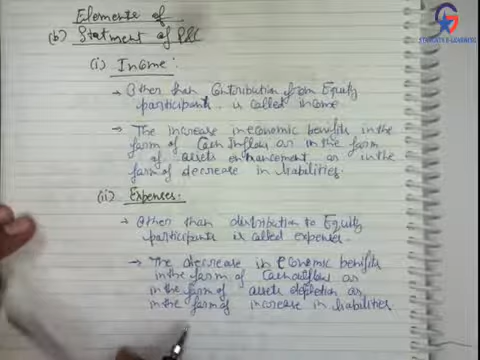 Elements of
(b) Statment of P&L
(i) Income:
→ Other than Contribution from Equity
participants is called income
→ The increase in economic benefits in the
form of Cash Inflows or in the form
of assets enhancement or in the
form of decrease in liabilities.
(ii) Expenses:
→ Other than distribution to Equity
participants is called expenses.
→ The decrease in economic benefits
in the form of Cash outflows or
in the form of assets depletion or
in the form of increase in liabilities.